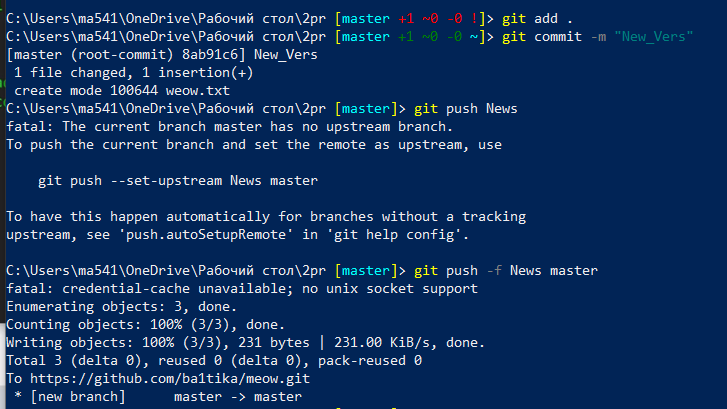 C:\Users\ma541\OneDrive\Рабочий стол\2pr [master +1 ~0 -0 !]> git add .
C:\Users\ma541\OneDrive\Рабочий стол\2pr [master +1 ~0 -0 ~]> git commit -m "New_Vers"
[master (root-commit) 8ab91c6] New_Vers
 1 file changed, 1 insertion(+)
 create mode 100644 weow.txt
C:\Users\ma541\OneDrive\Рабочий стол\2pr [master]> git push News
fatal: The current branch master has no upstream branch.
To push the current branch and set the remote as upstream, use

    git push --set-upstream News master

To have this happen automatically for branches without a tracking
upstream, see 'push.autoSetupRemote' in 'git help config'.

C:\Users\ma541\OneDrive\Рабочий стол\2pr [master]> git push -f News master
fatal: credential-cache unavailable; no unix socket support
Enumerating objects: 3, done.
Counting objects: 100% (3/3), done.
Writing objects: 100% (3/3), 231 bytes | 231.00 KiB/s, done.
Total 3 (delta 0), reused 0 (delta 0), pack-reused 0
To https://github.com/ba1tika/meow.git
 * [new branch]      master -> master